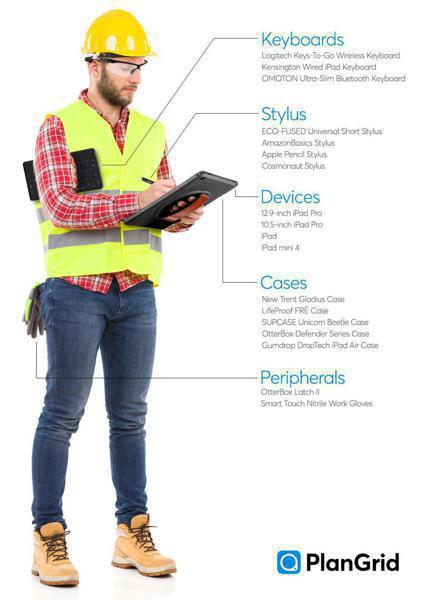 Keyboards
Logitech Keys-To-Go Wireless Keyboard
Kensington Wired iPad Keyboard
OMOTON Ultra-Slim Bluetooth Keyboard
Stylus
ECO-FUSED Universal Short Stylus
AmazonBasics Stylus
Apple Pencil Stylus
Cosmonaut Stylus
Devices
12.9-inch iPad Pro
10.5-inch iPad Pro
iPad
iPad mini 4
Cases
New Trent Gladius Case
LifeProof FRĒ Case
SUPCASE Unicorn Beetle Case
OtterBox Defender Series Case
Gumdrop DropTech iPad Air Case
Peripherals
OtterBox Latch II
Smart Touch Nitrile Work Gloves
PlanGrid